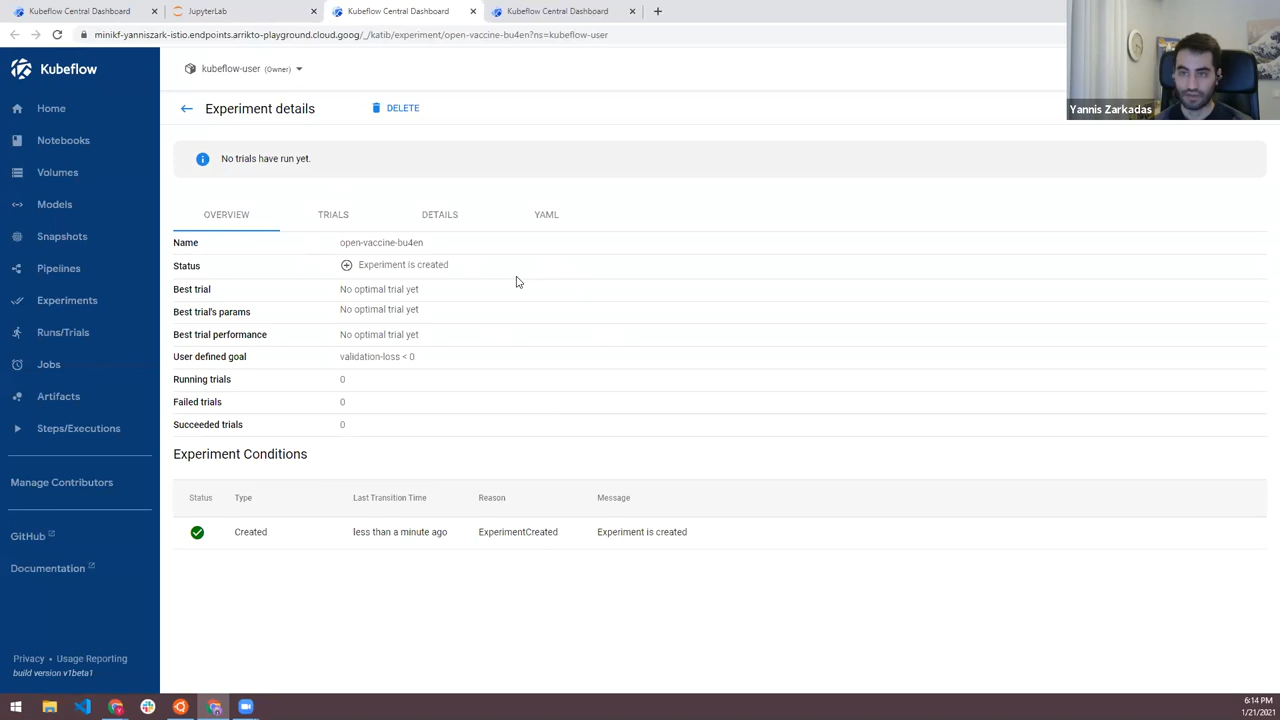 Kubeflow Central Dashboard
JupyterLab
Kubeflow Central Dashboard
Kubeflow Central Dashboard
minikf-yanniszark-istio.endpoints.arrikto-playground.cloud.goog/_/katib/experiment/open-vaccine-bu4en?ns=kubeflow-user
Yannis Zarkadas
Kubeflow
kubeflow-user (Owner)
Home
Notebooks
Volumes
Models
Snapshots
Pipelines
Experiments
Runs/Trials
Jobs
Artifacts
Steps/Executions
Manage Contributors
GitHub
Documentation
Privacy • Usage Reporting
build version v1beta1
Experiment details
DELETE
No trials have run yet.
OVERVIEW TRIALS DETAILS YAML
Name open-vaccine-bu4en
Status Experiment is created
Best trial No optimal trial yet
Best trial's params No optimal trial yet
Best trial performance No optimal trial yet
User defined goal validation-loss < 0
Running trials 0
Failed trials 0
Succeeded trials 0
Experiment Conditions
Status Type Last Transition Time Reason Message
Created less than a minute ago ExperimentCreated Experiment is created
6:14 PM
1/21/2021